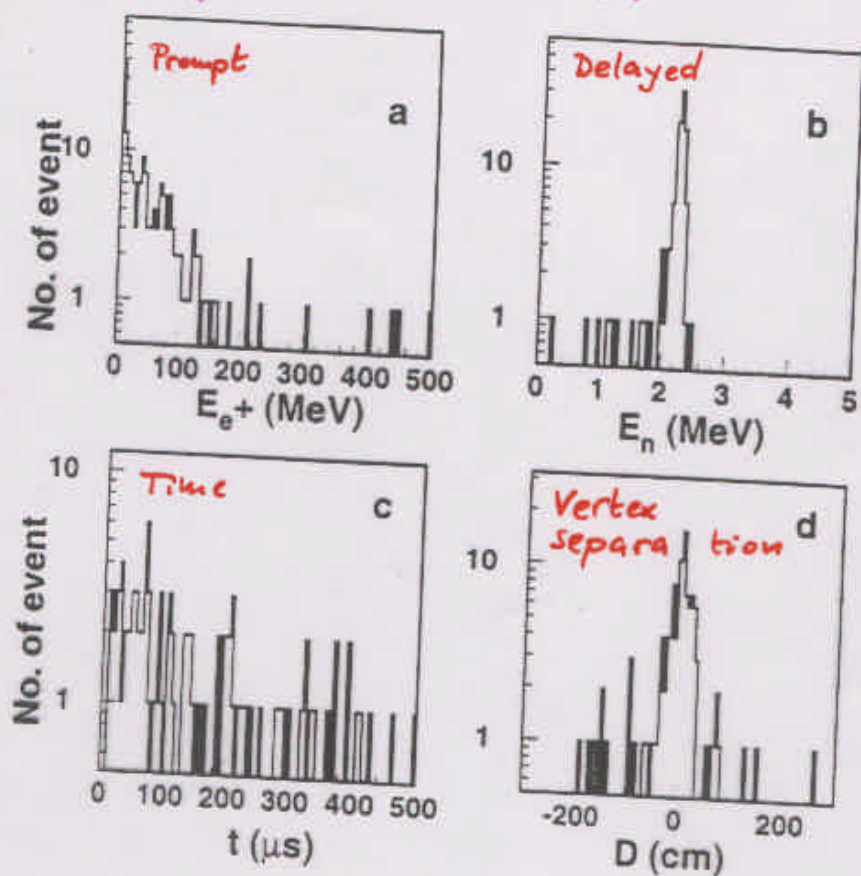 Prompt
a
No. of event
10
1
0 100 200 300 400 500
E_e+ (MeV)
Delayed
b
10
1
0 1 2 3 4 5
E_n (MeV)
Time
c
No. of event
10
1
0 100 200 300 400 500
t (μs)
Vertex
separa tion
d
10
1
-200 0 200
D (cm)